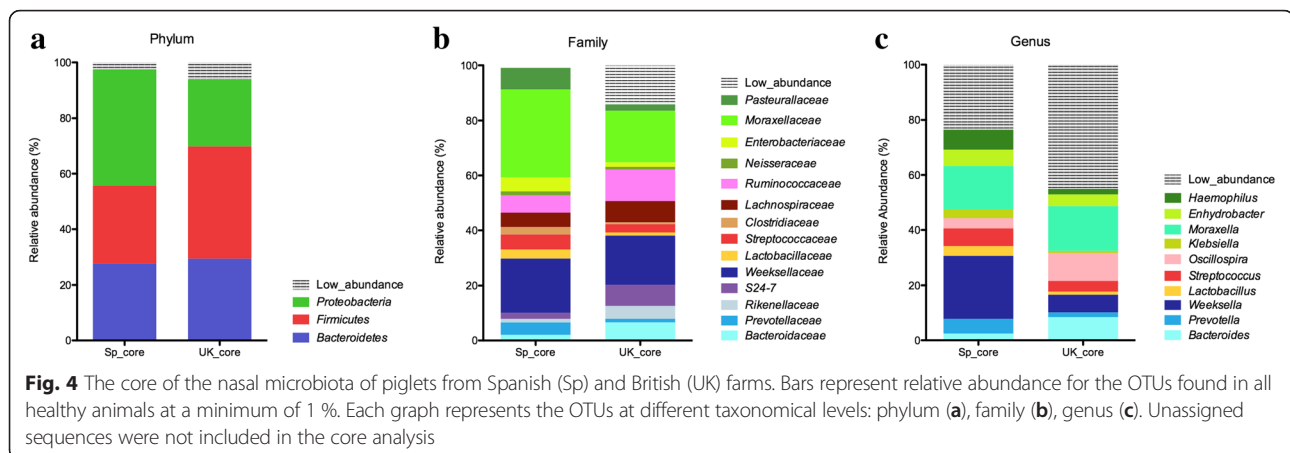 a
Phylum
Relative abundance (%)
100
80
60
40
20
0
Sp_core
UK_core
Low_abundance
Proteobacteria
Firmicutes
Bacteroidetes
b
Family
Relative abundance (%)
100
80
60
40
20
0
Sp_core
UK_core
Low_abundance
Pasteurallaceae
Moraxellaceae
Enterobacteriaceae
Neisseraceae
Ruminococcaceae
Lachnospiraceae
Clostridiaceae
Streptococcaceae
Lactobacillaceae
Weeksellaceae
S24-7
Rikenellaceae
Prevotellaceae
Bacteroidaceae
c
Genus
Relative Abundance (%)
100
80
60
40
20
0
Sp_core
UK_core
Low_abundance
Haemophilus
Enhydrobacter
Moraxella
Klebsiella
Oscillospira
Streptococcus
Lactobacillus
Weeksella
Prevotella
Bacteroides
Fig. 4 The core of the nasal microbiota of piglets from Spanish (Sp) and British (UK) farms. Bars represent relative abundance for the OTUs found in all
healthy animals at a minimum of 1 %. Each graph represents the OTUs at different taxonomical levels: phylum (a), family (b), genus (c). Unassigned
sequences were not included in the core analysis